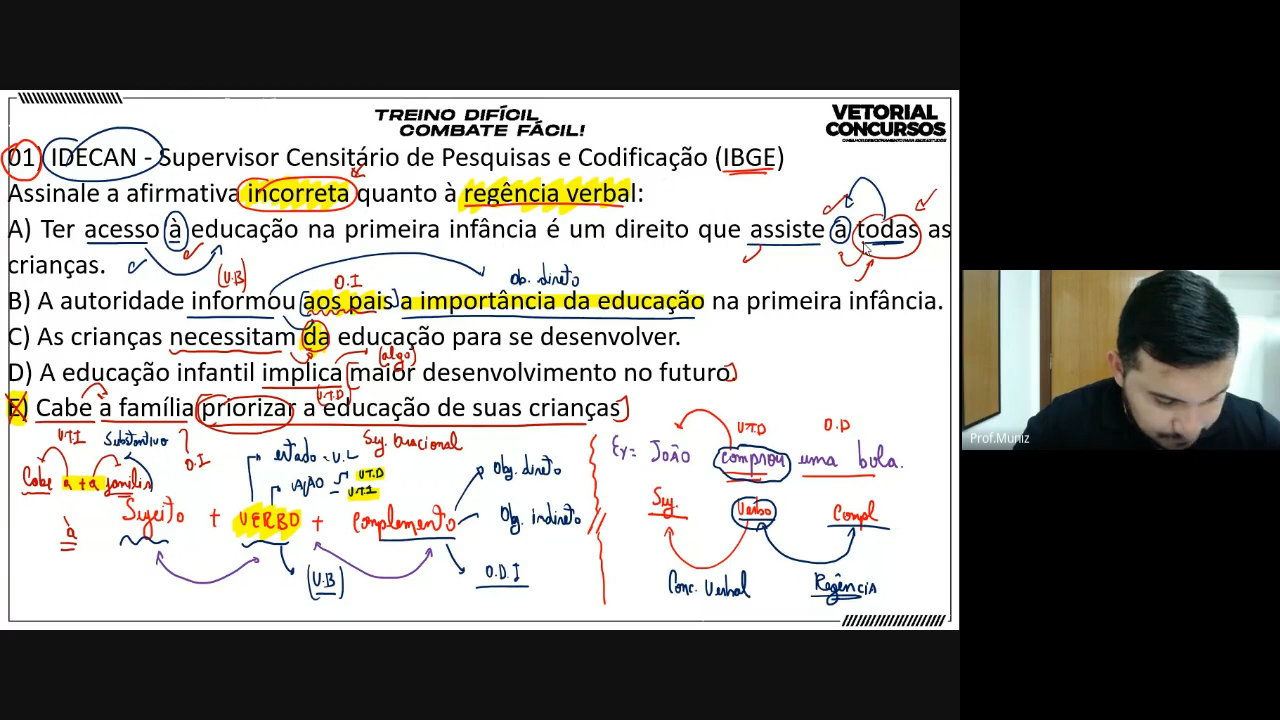 TREINO DIFÍCIL
COMBATE FÁCIL!
VETORIAL
CONCURSOS
01) IDECAN - Supervisor Censitário de Pesquisas e Codificação (IBGE)
Assinale a afirmativa incorreta quanto à regência verbal:
A) Ter acesso à educação na primeira infância é um direito que assiste a todas as
crianças.
(V.B)
O.I
Ob. direto
B) A autoridade informou aos pais a importância da educação na primeira infância.
C) As crianças necessitam da educação para se desenvolver.
(algo)
D) A educação infantil implica maior desenvolvimento no futuro.
(V.T.D)
E) Cabe a família priorizar a educação de suas crianças
V.T.I Substantivo O.I estado = V.L Suj. Oracional
Cabe a + a família
à
AÇÃO V.T.D
V.T.I
Obj. direto
Sujeito + VERBO + Complemento
Obj. indireto
(V.B)
O.D.I
V.T.D O.D
Ex= JOÃO comprou uma bola.
Suj. Verbo Compl
Conc. Verbal Regência
Prof.Muniz